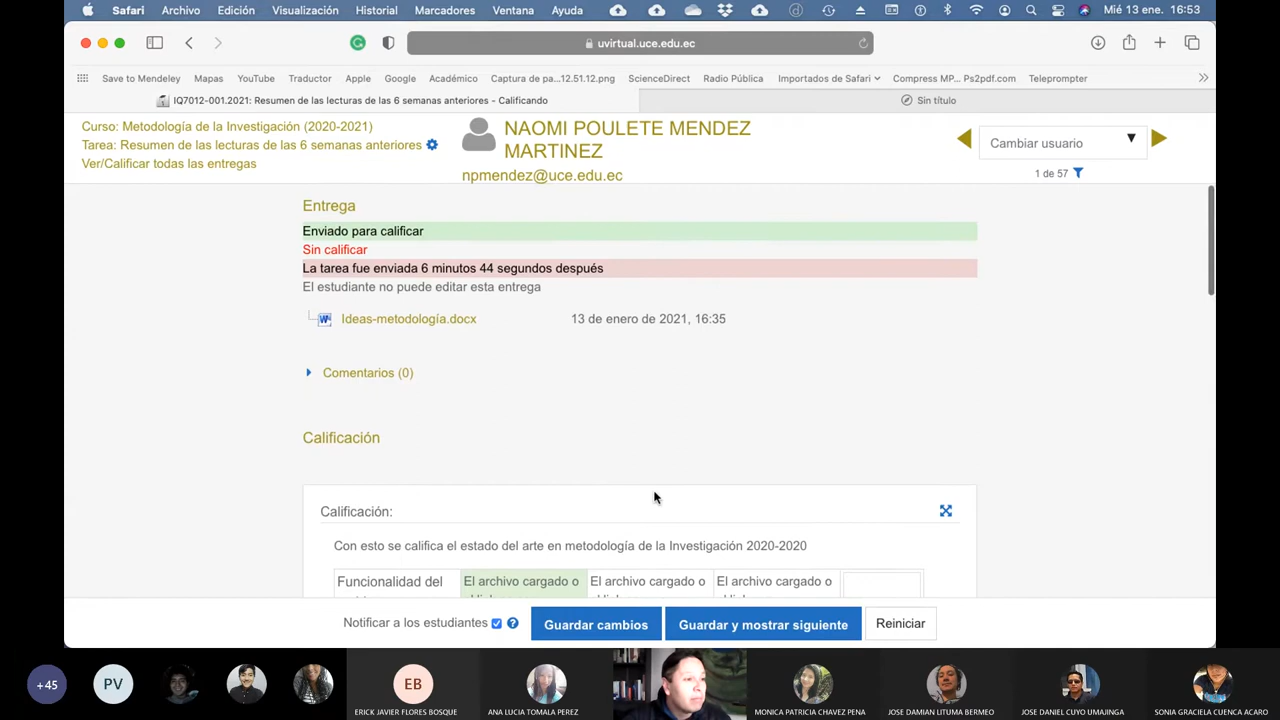 Safari Archivo Edición Visualización Historial Marcadores Ventana Ayuda Mié 13 ene. 16:53
uvirtual.uce.edu.ec
Save to Mendeley Mapas YouTube Traductor Apple Google Académico Captura de pa...12.51.12.png ScienceDirect Radio Pública Importados de Safari Compress MP... Ps2pdf.com Teleprompter
IQ7012-001.2021: Resumen de las lecturas de las 6 semanas anteriores - Calificando Sin título
Curso: Metodología de la Investigación (2020-2021)
Tarea: Resumen de las lecturas de las 6 semanas anteriores
Ver/Calificar todas las entregas
NAOMI POULETE MENDEZ
MARTINEZ
npmendez@uce.edu.ec
Cambiar usuario
1 de 57
Entrega
Enviado para calificar
Sin calificar
La tarea fue enviada 6 minutos 44 segundos después
El estudiante no puede editar esta entrega
Ideas-metodología.docx 13 de enero de 2021, 16:35
Comentarios (0)
Calificación
Calificación:
Con esto se califica el estado del arte en metodología de la Investigación 2020-2020
Funcionalidad del El archivo cargado o El archivo cargado o El archivo cargado o
Notificar a los estudiantes Guardar cambios Guardar y mostrar siguiente Reiniciar
+45 PV EB
ERICK JAVIER FLORES BOSQUE ANA LUCIA TOMALA PEREZ MONICA PATRICIA CHAVEZ PENA JOSE DAMIAN LITUMA BERMEO JOSE DANIEL CUYO UMAJINGA SONIA GRACIELA CUENCA ACARO